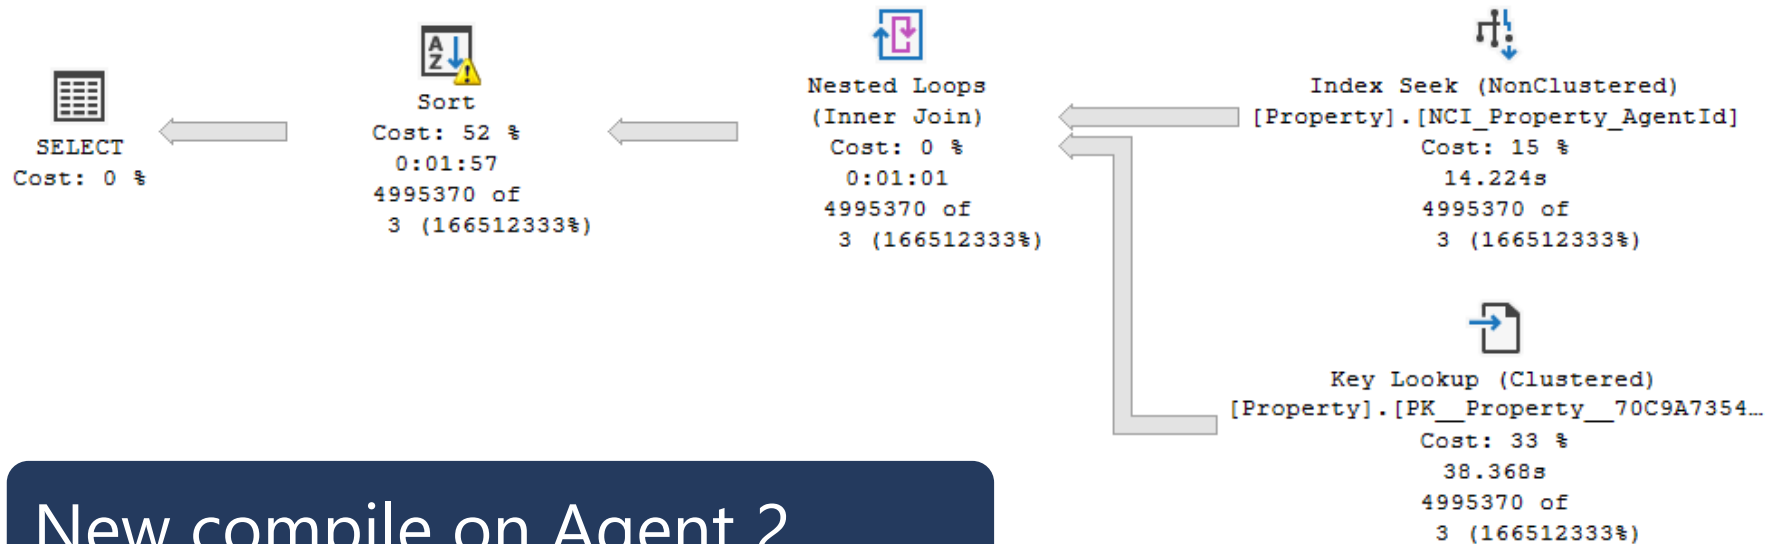 SELECT
Cost: 0 %
A
Z
Sort
Cost: 52 %
0:01:57
4995370 of
3 (166512333%)
Nested Loops
(Inner Join)
Cost: 0 %
0:01:01
4995370 of
3 (166512333%)
Index Seek (NonClustered)
[Property].[NCI_Property_AgentId]
Cost: 15 %
14.224s
4995370 of
3 (166512333%)
Key Lookup (Clustered)
[Property].[PK__Property__70C9A7354…
Cost: 33 %
38.368s
4995370 of
3 (166512333%)
New compile on Agent 2